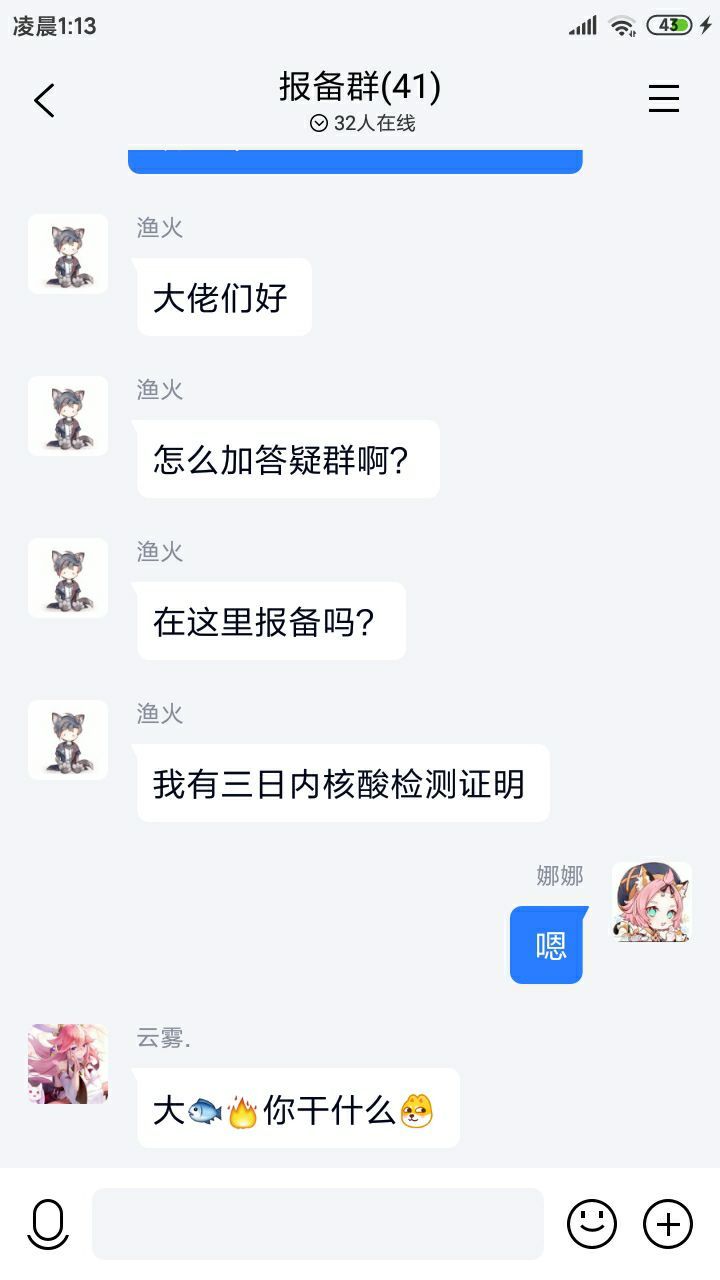 凌晨1:13
43
报备群(41)
32人在线
渔火
大佬们好
渔火
怎么加答疑群啊?
渔火
在这里报备吗?
渔火
我有三日内核酸检测证明
娜娜
嗯
云雾.
大🐟🔥你干什么